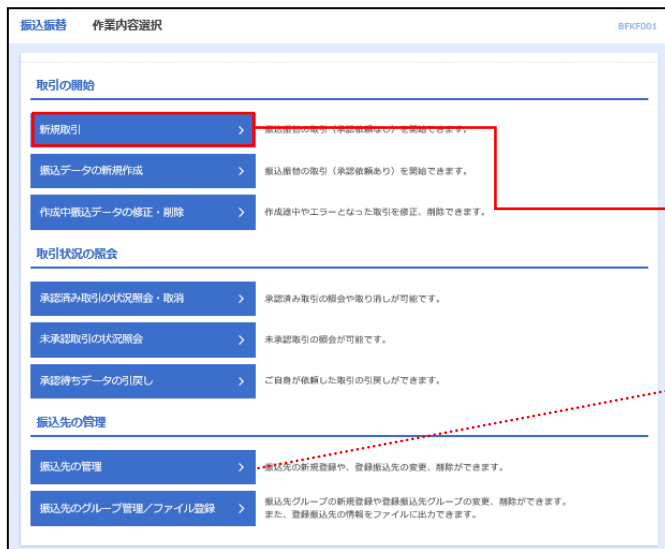 振込振替 作業内容選択 BFKF001
取引の開始
新規取引 振込振替の取引（承認依頼なし）を開始できます。
振込データの新規作成 振込振替の取引（承認依頼あり）を開始できます。
作成中振込データの修正・削除 作成途中やエラーとなった取引を修正、削除できます。
取引状況の照会
承認済み取引の状況照会・取消 承認済み取引の照会や取り消しが可能です。
未承認取引の状況照会 未承認取引の照会が可能です。
承認待ちデータの引戻し ご自身が依頼した取引の引戻しができます。
振込先の管理
振込先の管理 振込先の新規登録や、登録振込先の変更、削除ができます。
振込先のグループ管理／ファイル登録 振込先グループの新規登録や登録振込先グループの変更、削除ができます。
また、登録振込先の情報をファイルに出力できます。